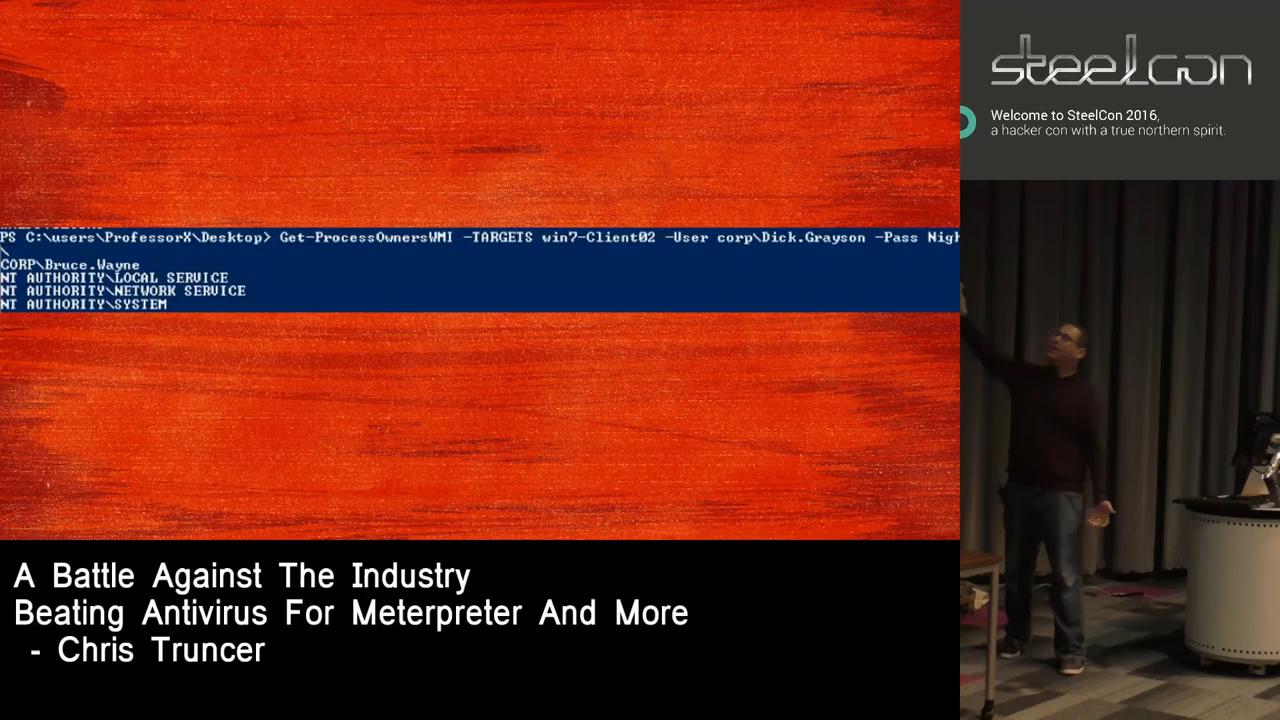 steelcon
Welcome to SteelCon 2016,
a hacker con with a true northern spirit.
PS C:\users\ProfessorX\Desktop> Get-ProcessOwnersWMI -TARGETS win7-Client02 -User corp\Dick.Grayson -Pass Nigh
\
CORP\Bruce.Wayne
NT AUTHORITY\LOCAL SERVICE
NT AUTHORITY\NETWORK SERVICE
NT AUTHORITY\SYSTEM
A Battle Against The Industry
Beating Antivirus For Meterpreter And More
- Chris Truncer